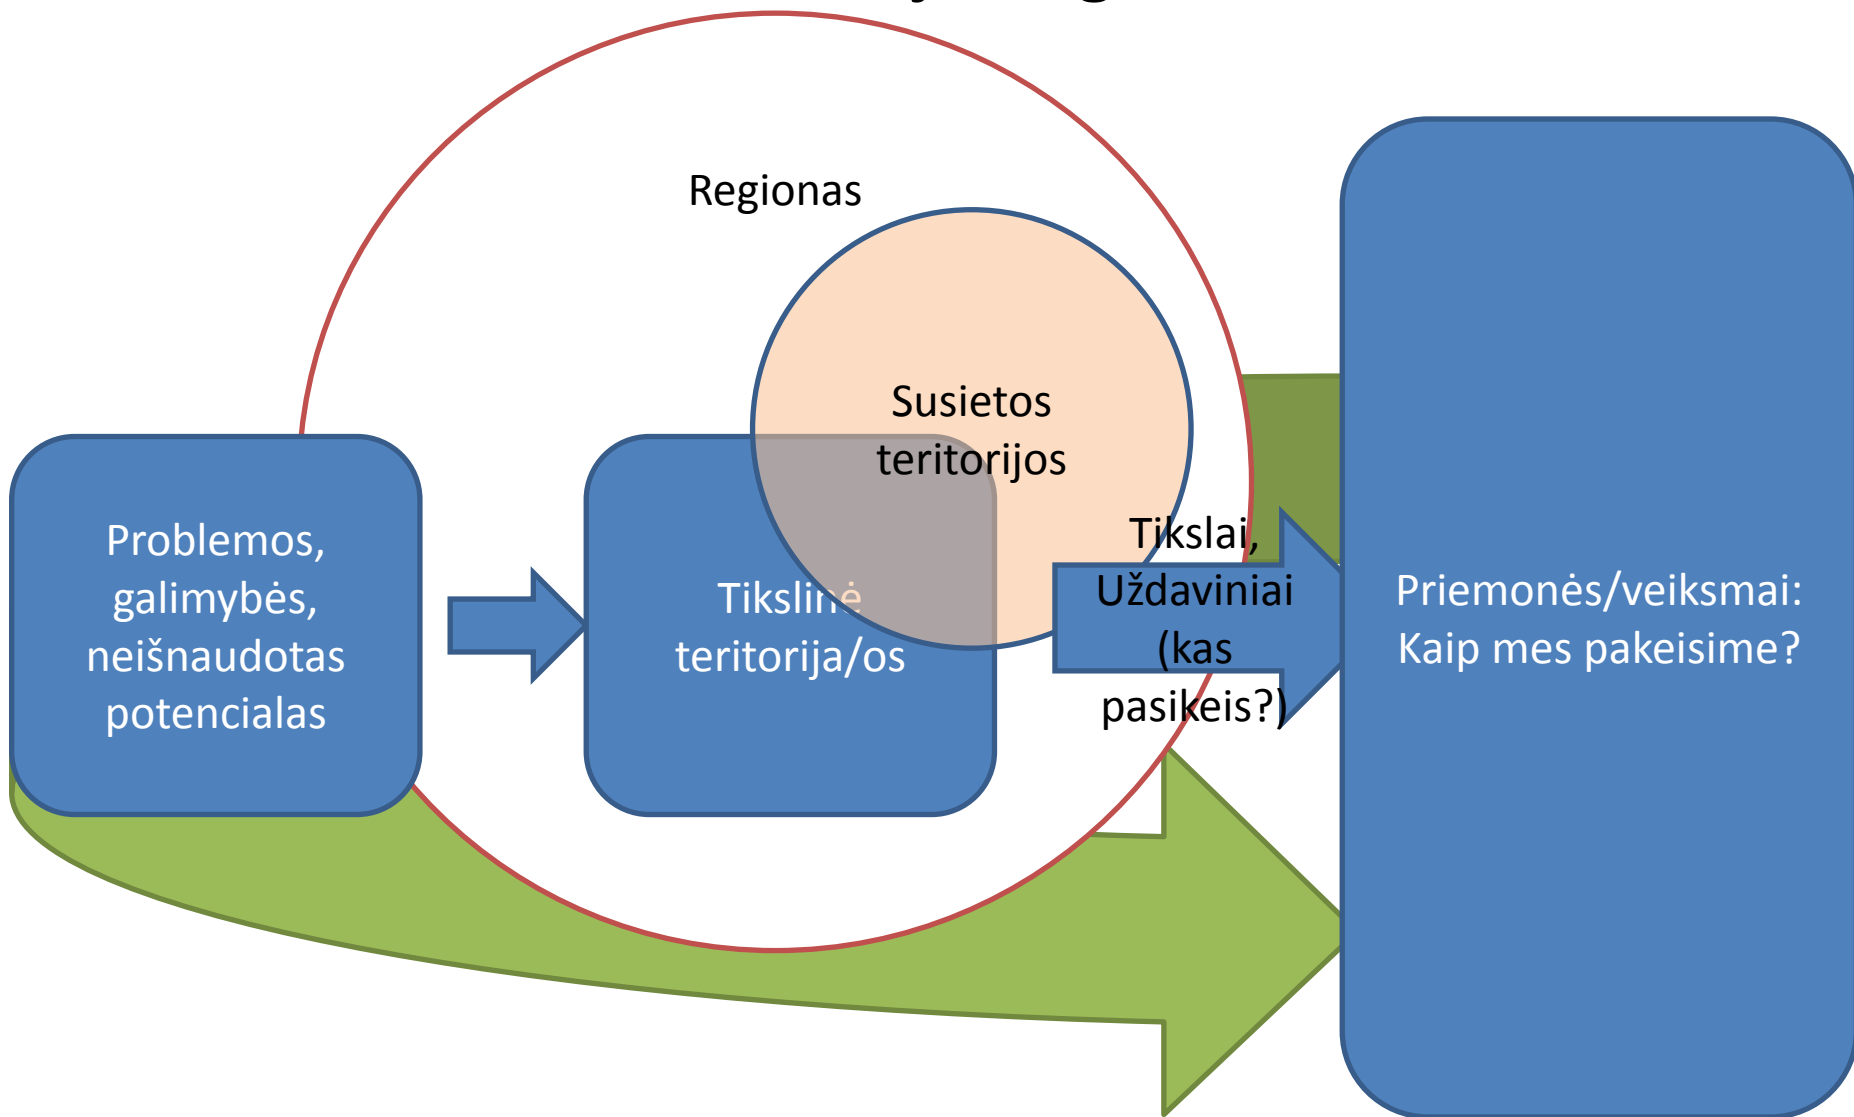 Regionas
Susietos
teritorijos
Problemos,
galimybės,
neišnaudotas
potencialas
Tikslinė
teritorija/os
Tikslai,
Uždaviniai
(kas
pasikeis?)
Priemonės/veiksmai:
Kaip mes pakeisime?